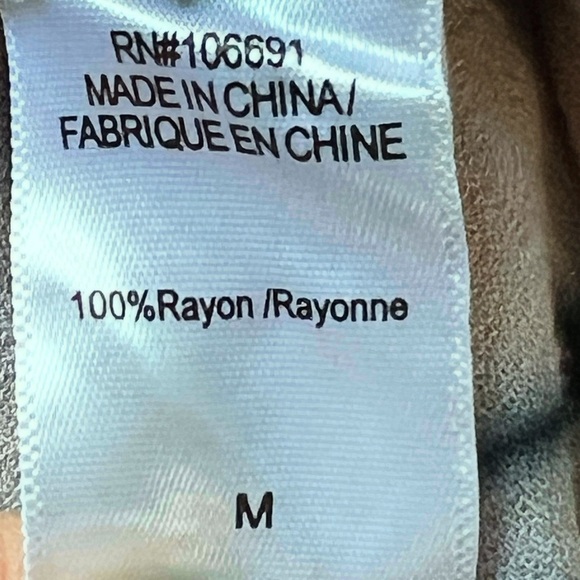 RN#106691
MADE IN CHINA/
FABRIQUE EN CHINE
100%Rayon /Rayonne
M